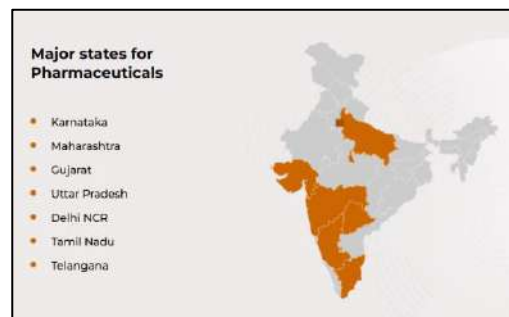 Major states for
Pharmaceuticals
Karnataka
Maharashtra
Gujarat
Uttar Pradesh
Delhi NCR
Tamil Nadu
Telangana